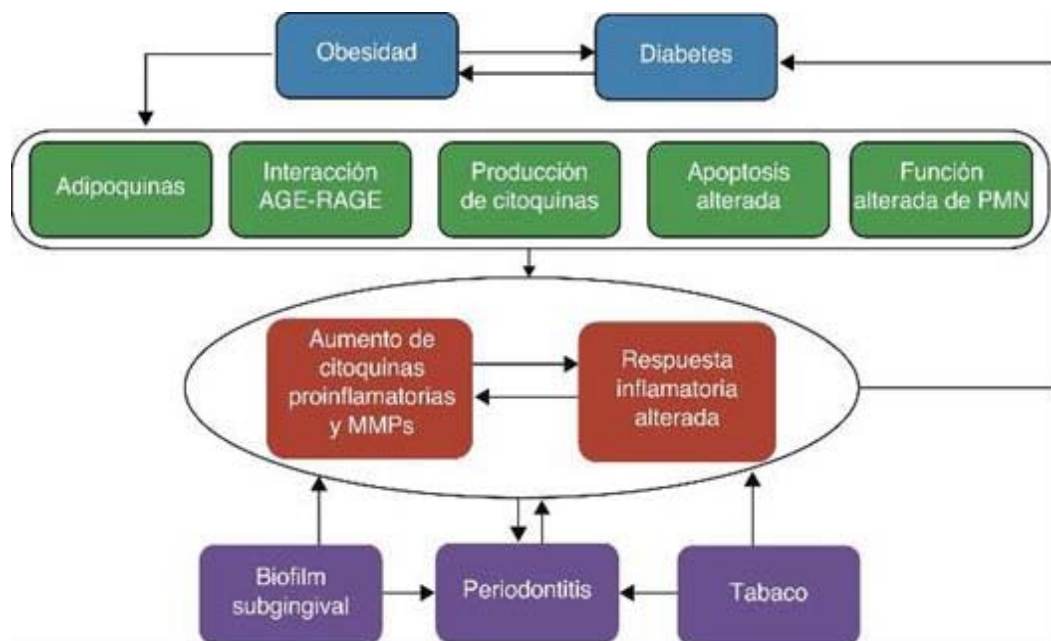 Obesidad
Diabetes
Adipoquinas
Interacción
AGE-RAGE
Producción
de citoquinas
Apoptosis
alterada
Función
alterada de PMN
Aumento de
citoquinas
proinflamatorias
y MMPs
Respuesta
inflamatoria
alterada
Biofilm
subgingival
Periodontitis
Tabaco